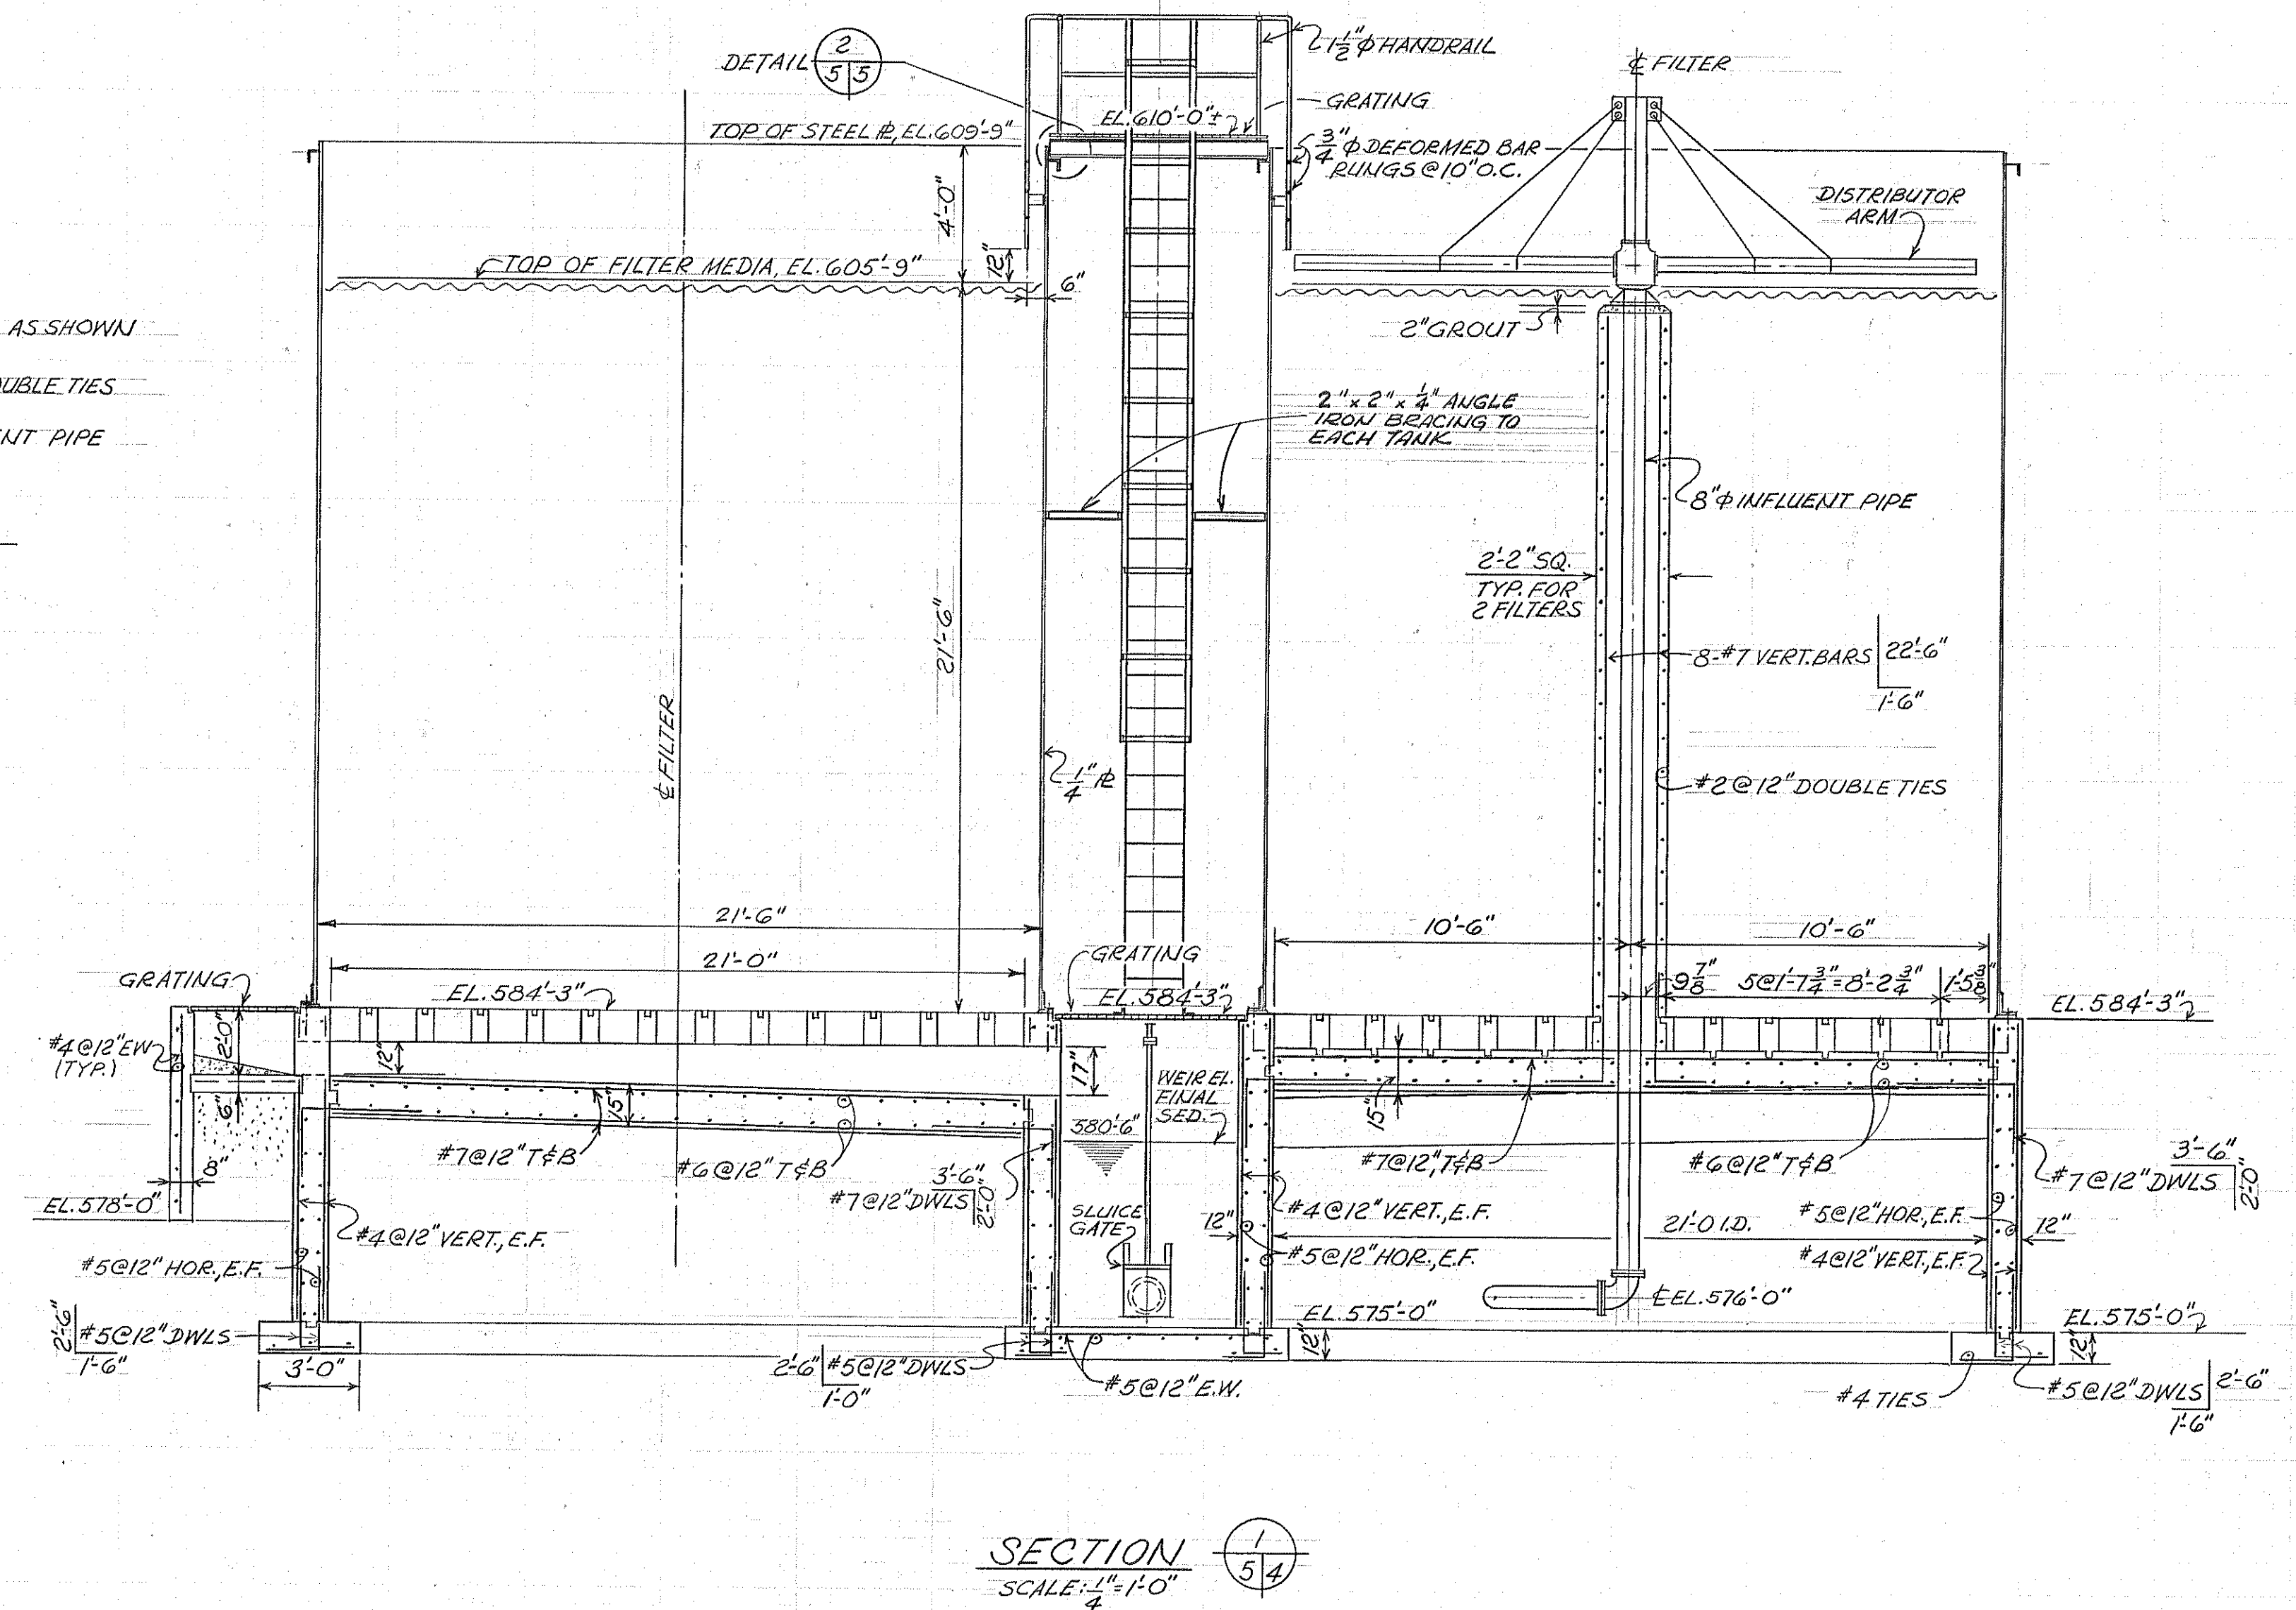 DETAIL 2
5 5
1 1/2" ϕ HANDRAIL
℄ FILTER
GRATING
EL. 610'-0"±
TOP OF STEEL ⅊, EL. 609'-9"
3/4" ϕ DEFORMED BAR
RUNGS @ 10" O.C.
DISTRIBUTOR
ARM
4'-0"
12"
TOP OF FILTER MEDIA, EL. 605'-9"
6"
AS SHOWN
2" GROUT
OUBLE TIES
2" x 2" x 1/4" ANGLE
IRON BRACING TO
EACH TANK
ENT PIPE
8" ϕ INFLUENT PIPE
2'-2" SQ.
TYP. FOR
2 FILTERS
21'-6"
8-#7 VERT. BARS 22'-6"
1'-6"
℄ FILTER
1/4" ⅊
#2 @ 12" DOUBLE TIES
21'-6"
10'-6"
10'-6"
21'-0"
GRATING
GRATING
9 7/8"
5@1'-7 3/4" = 8'-2 3/4"
1'-5 3/8"
EL. 584'-3"
EL. 584'-3"
EL. 584'-3"
#4 @ 12" EW
(TYP.)
2'-0"
12"
17"
WEIR EL.
FINAL
SED.
6"
15"
15"
580'-6"
#7 @ 12" T&B
#6 @ 12" T&B
#7 @ 12", T&B
#6 @ 12" T&B
8"
3'-6"
#7 @ 12" DWLS
2'-0"
3'-6"
#7 @ 12" DWLS
2'-0"
EL. 578'-0"
SLUICE
GATE
12"
#4 @ 12" VERT., E.F.
21'-0 I.D.
#5 @ 12" HOR., E.F.
12"
#4 @ 12" VERT., E.F.
#5 @ 12" HOR., E.F.
#5 @ 12" HOR., E.F.
#4 @ 12" VERT., E.F.
℄ EL. 576'-0"
2'-6"
#5 @ 12" DWLS
1'-6"
EL. 575'-0"
12"
EL. 575'-0"
12"
3'-0"
2'-6" #5 @ 12" DWLS
1'-0"
#5 @ 12" E.W.
#4 TIES
#5 @ 12" DWLS 2'-6"
1'-6"
SECTION 1
5 4
SCALE: 1/4" = 1'-0"